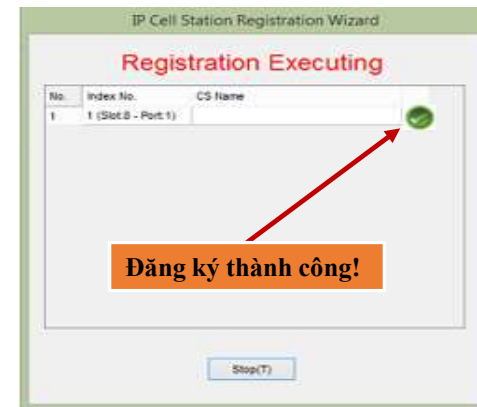 IP Cell Station Registration Wizard
Registration Executing
No. Index No. CS Name
1 1 (Slot:8 - Port:1)
Đăng ký thành công!
Stop(T)